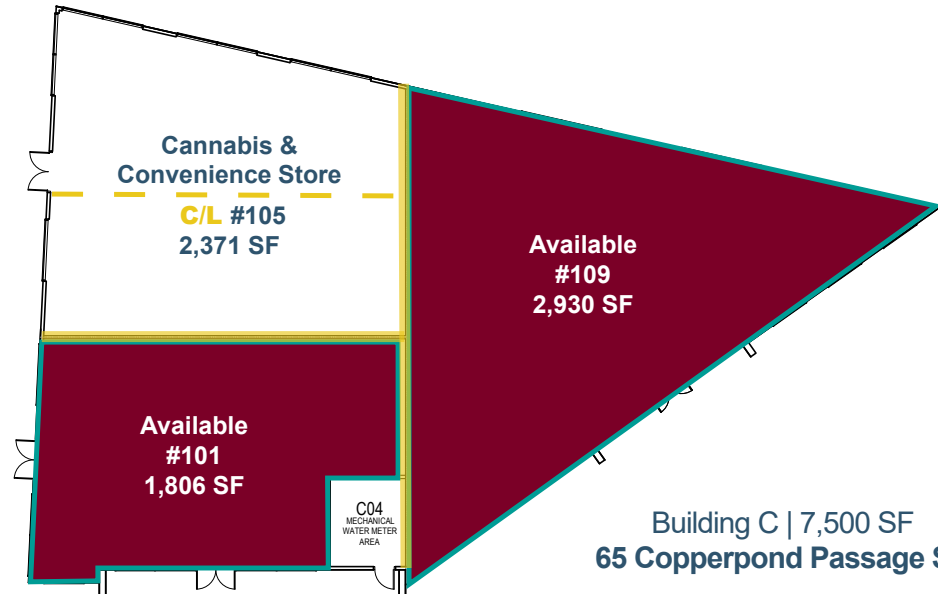 Cannabis &
Convenience Store
C/L #105
2,371 SF
Available
#109
2,930 SF
Available
#101
1,806 SF
C04
MECHANICAL
WATER METER
AREA
Building C | 7,500 SF
65 Copperpond Passage S